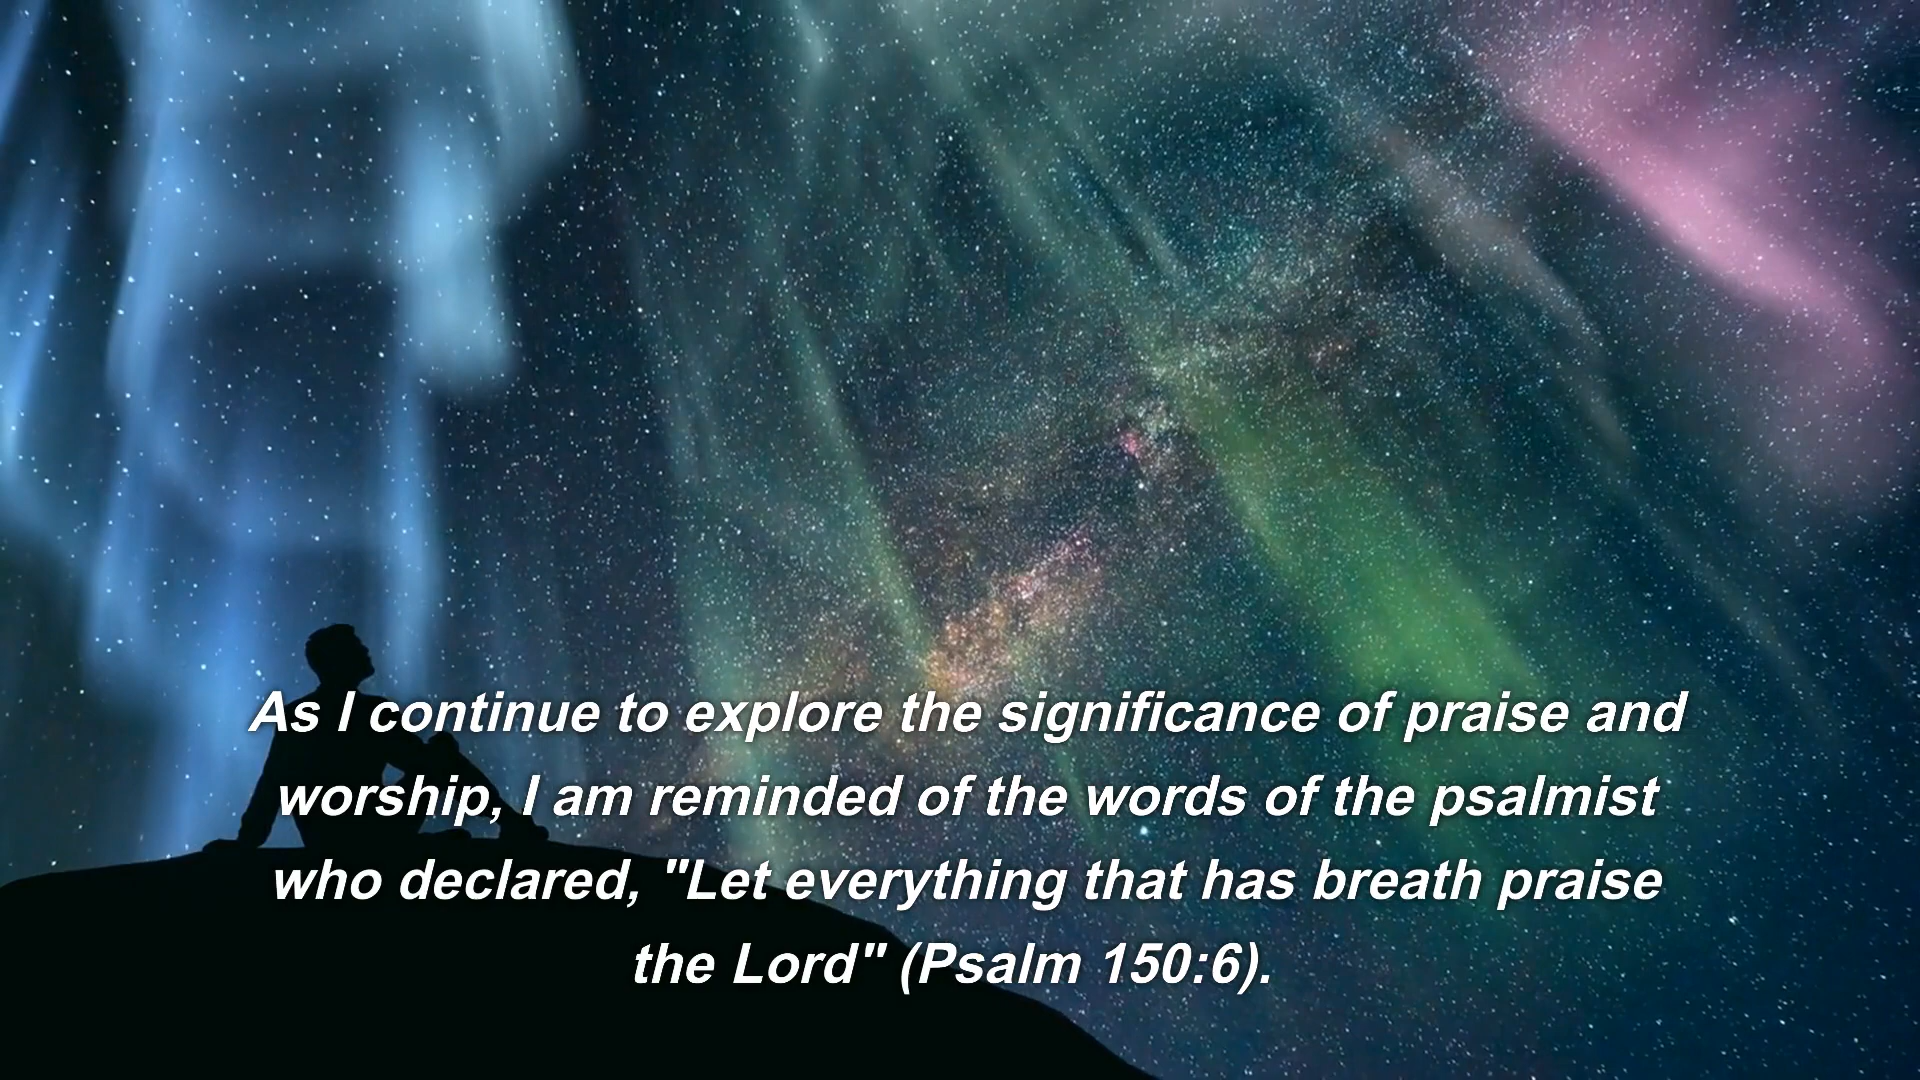 As I continue to explore the significance of praise and
worship, I am reminded of the words of the psalmist
who declared, "Let everything that has breath praise
the Lord" (Psalm 150:6).